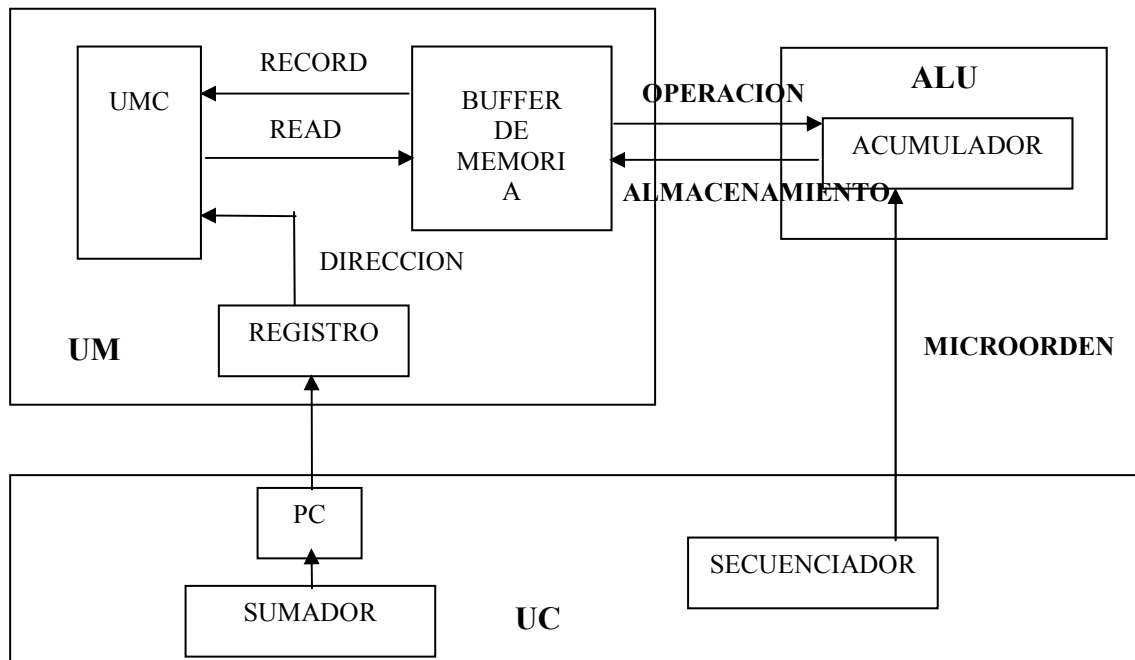 RECORD
UMC
READ
BUFFER
DE
MEMORI
A
OPERACION
ALU
ACUMULADOR
ALMACENAMIENTO
DIRECCION
REGISTRO
UM
MICROORDEN
PC
SECUENCIADOR
SUMADOR
UC